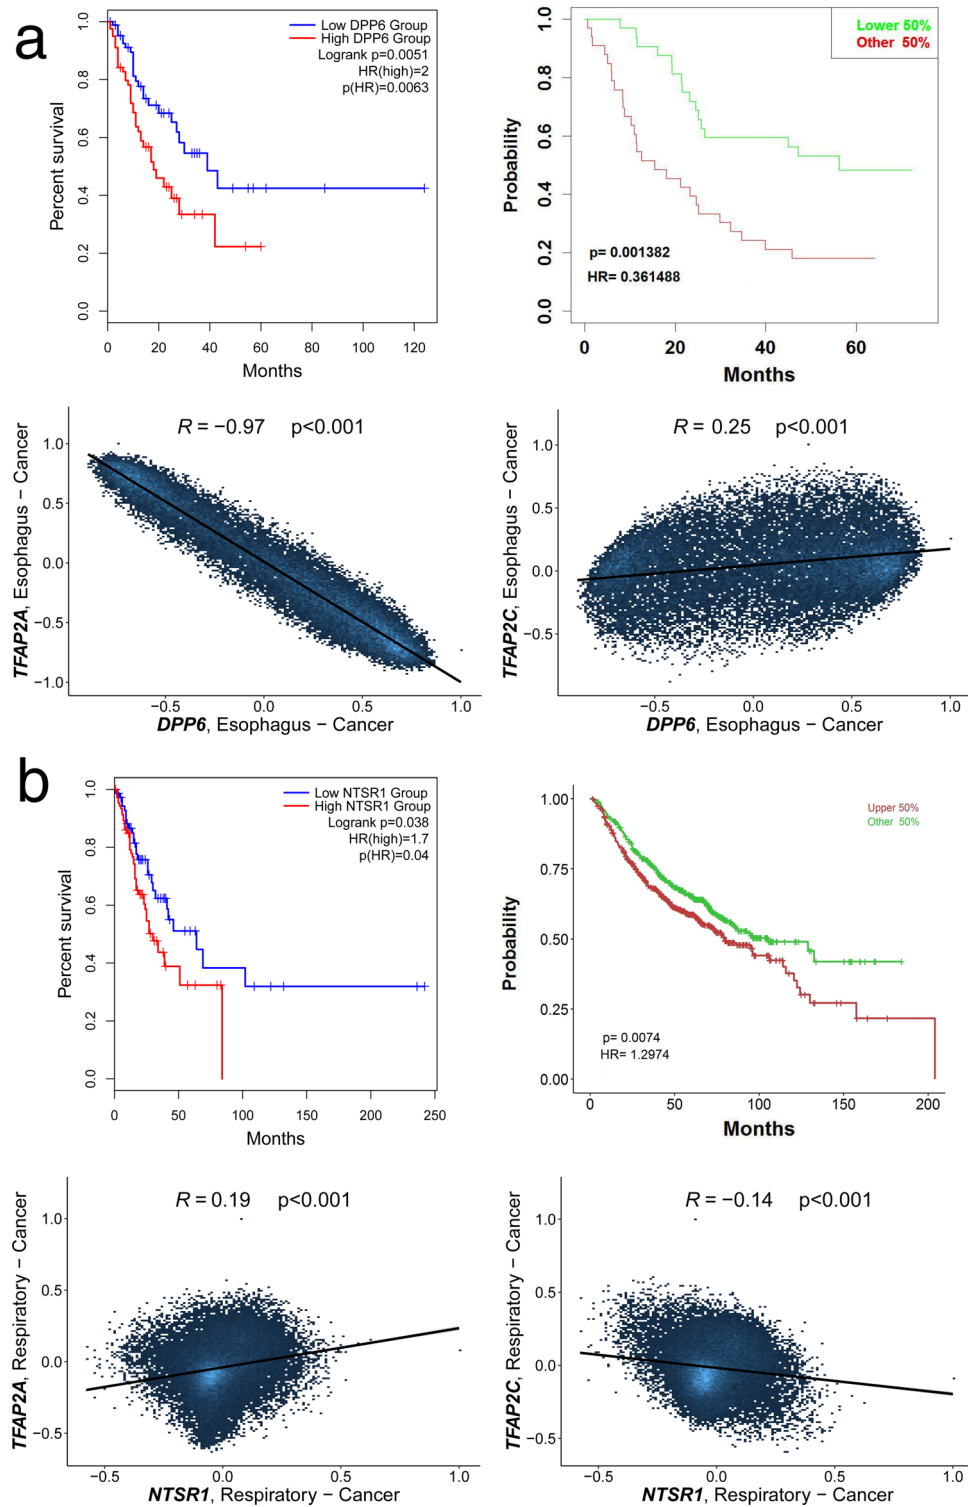 a
Low DPP6 Group
High DPP6 Group
Logrank p=0.0051
HR(high)=2
p(HR)=0.0063
Percent survival
1.0
0.8
0.6
0.4
0.2
0.0
0 20 40 60 80 100 120
Months
Lower 50%
Other 50%
Probability
1.0
0.8
0.6
0.4
0.2
0.0
p= 0.001382
HR= 0.361488
0 20 40 60
Months
R = −0.97 p<0.001
TFAP2A, Esophagus − Cancer
1.0
0.5
0.0
−0.5
−1.0
−0.5 0.0 0.5 1.0
DPP6, Esophagus − Cancer
R = 0.25 p<0.001
TFAP2C, Esophagus − Cancer
1.0
0.5
0.0
−0.5
−0.5 0.0 0.5 1.0
DPP6, Esophagus − Cancer
b
Low NTSR1 Group
High NTSR1 Group
Logrank p=0.038
HR(high)=1.7
p(HR)=0.04
Percent survival
1.0
0.8
0.6
0.4
0.2
0.0
0 50 100 150 200 250
Months
Upper 50%
Other 50%
Probability
1.00
0.75
0.50
0.25
0.00
p= 0.0074
HR= 1.2974
0 50 100 150 200
Months
R = 0.19 p<0.001
TFAP2A, Respiratory − Cancer
1.0
0.5
0.0
−0.5
−0.5 0.0 0.5 1.0
NTSR1, Respiratory − Cancer
R = −0.14 p<0.001
TFAP2C, Respiratory − Cancer
1.0
0.5
0.0
−0.5
−0.5 0.0 0.5 1.0
NTSR1, Respiratory − Cancer